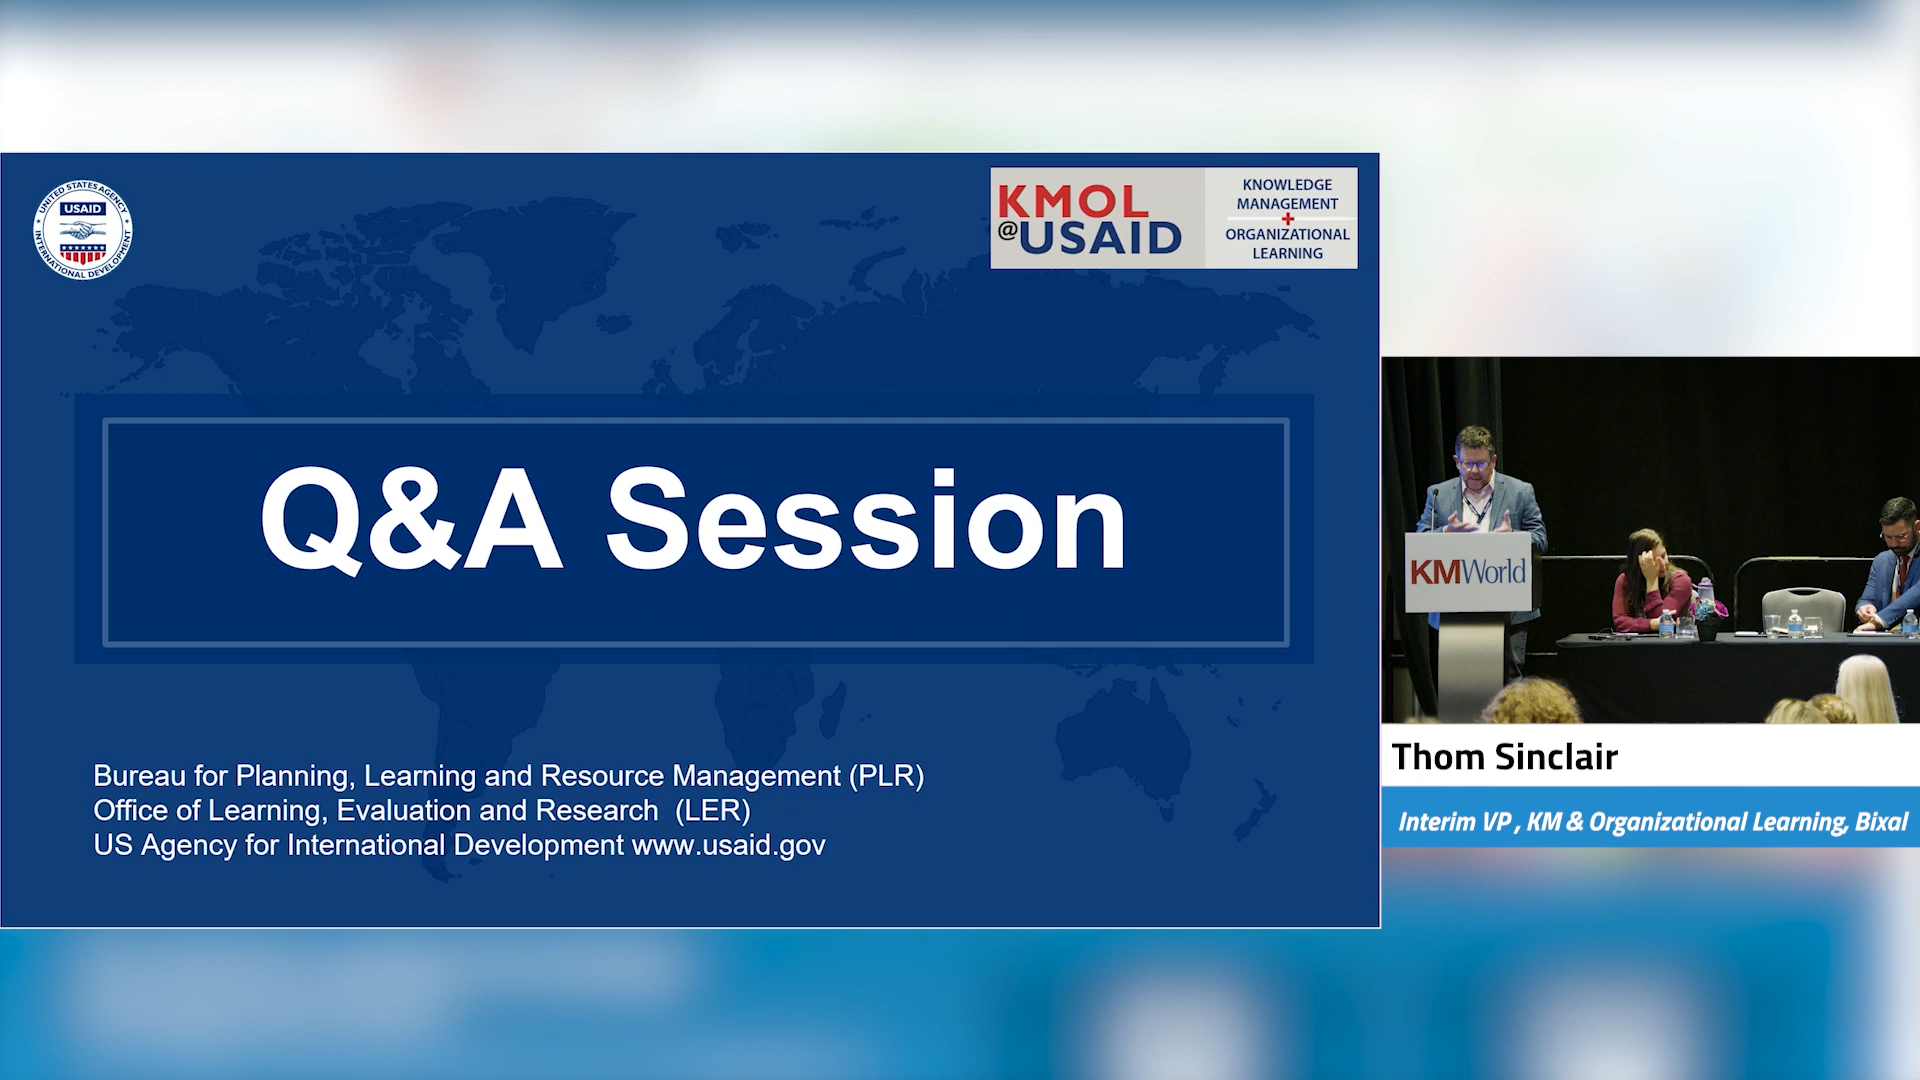 UNITED STATES AGENCY
USAID
INTERNATIONAL DEVELOPMENT
KMOL
@USAID
KNOWLEDGE
MANAGEMENT
+
ORGANIZATIONAL
LEARNING
Q&A Session
Bureau for Planning, Learning and Resource Management (PLR)
Office of Learning, Evaluation and Research (LER)
US Agency for International Development www.usaid.gov
KMWorld
Thom Sinclair
Interim VP , KM & Organizational Learning, Bixal